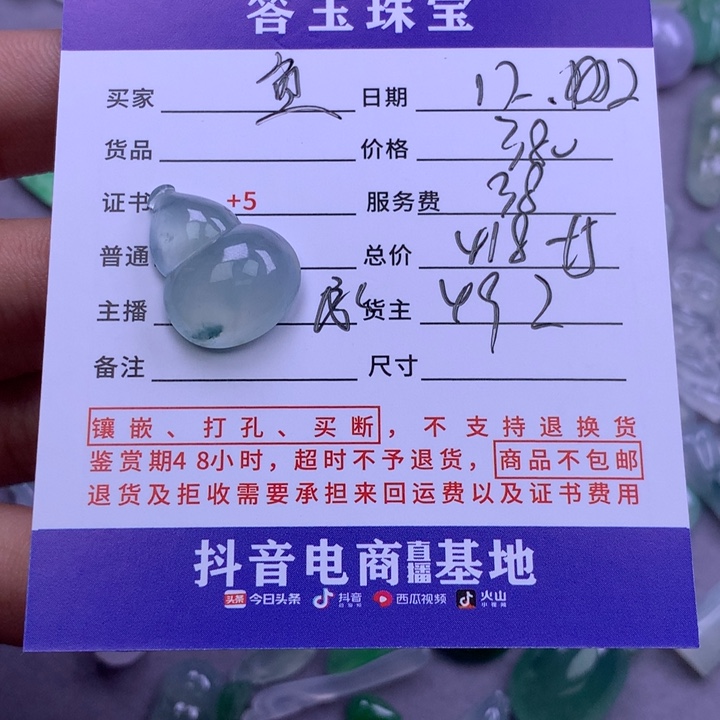 答玉珠宝
买家 日期 12.
货品 价格 380
证书 +5 服务费 38
普通 总价 418
主播 货主 492
备注 尺寸
镶嵌、打孔、买断，不支持退换货
鉴赏期48小时，超时不予退货，商品不包邮
退货及拒收需要承担来回运费以及证书费用
抖音电商直播基地
头条 今日头条 抖音 西瓜视频 火山
小视频